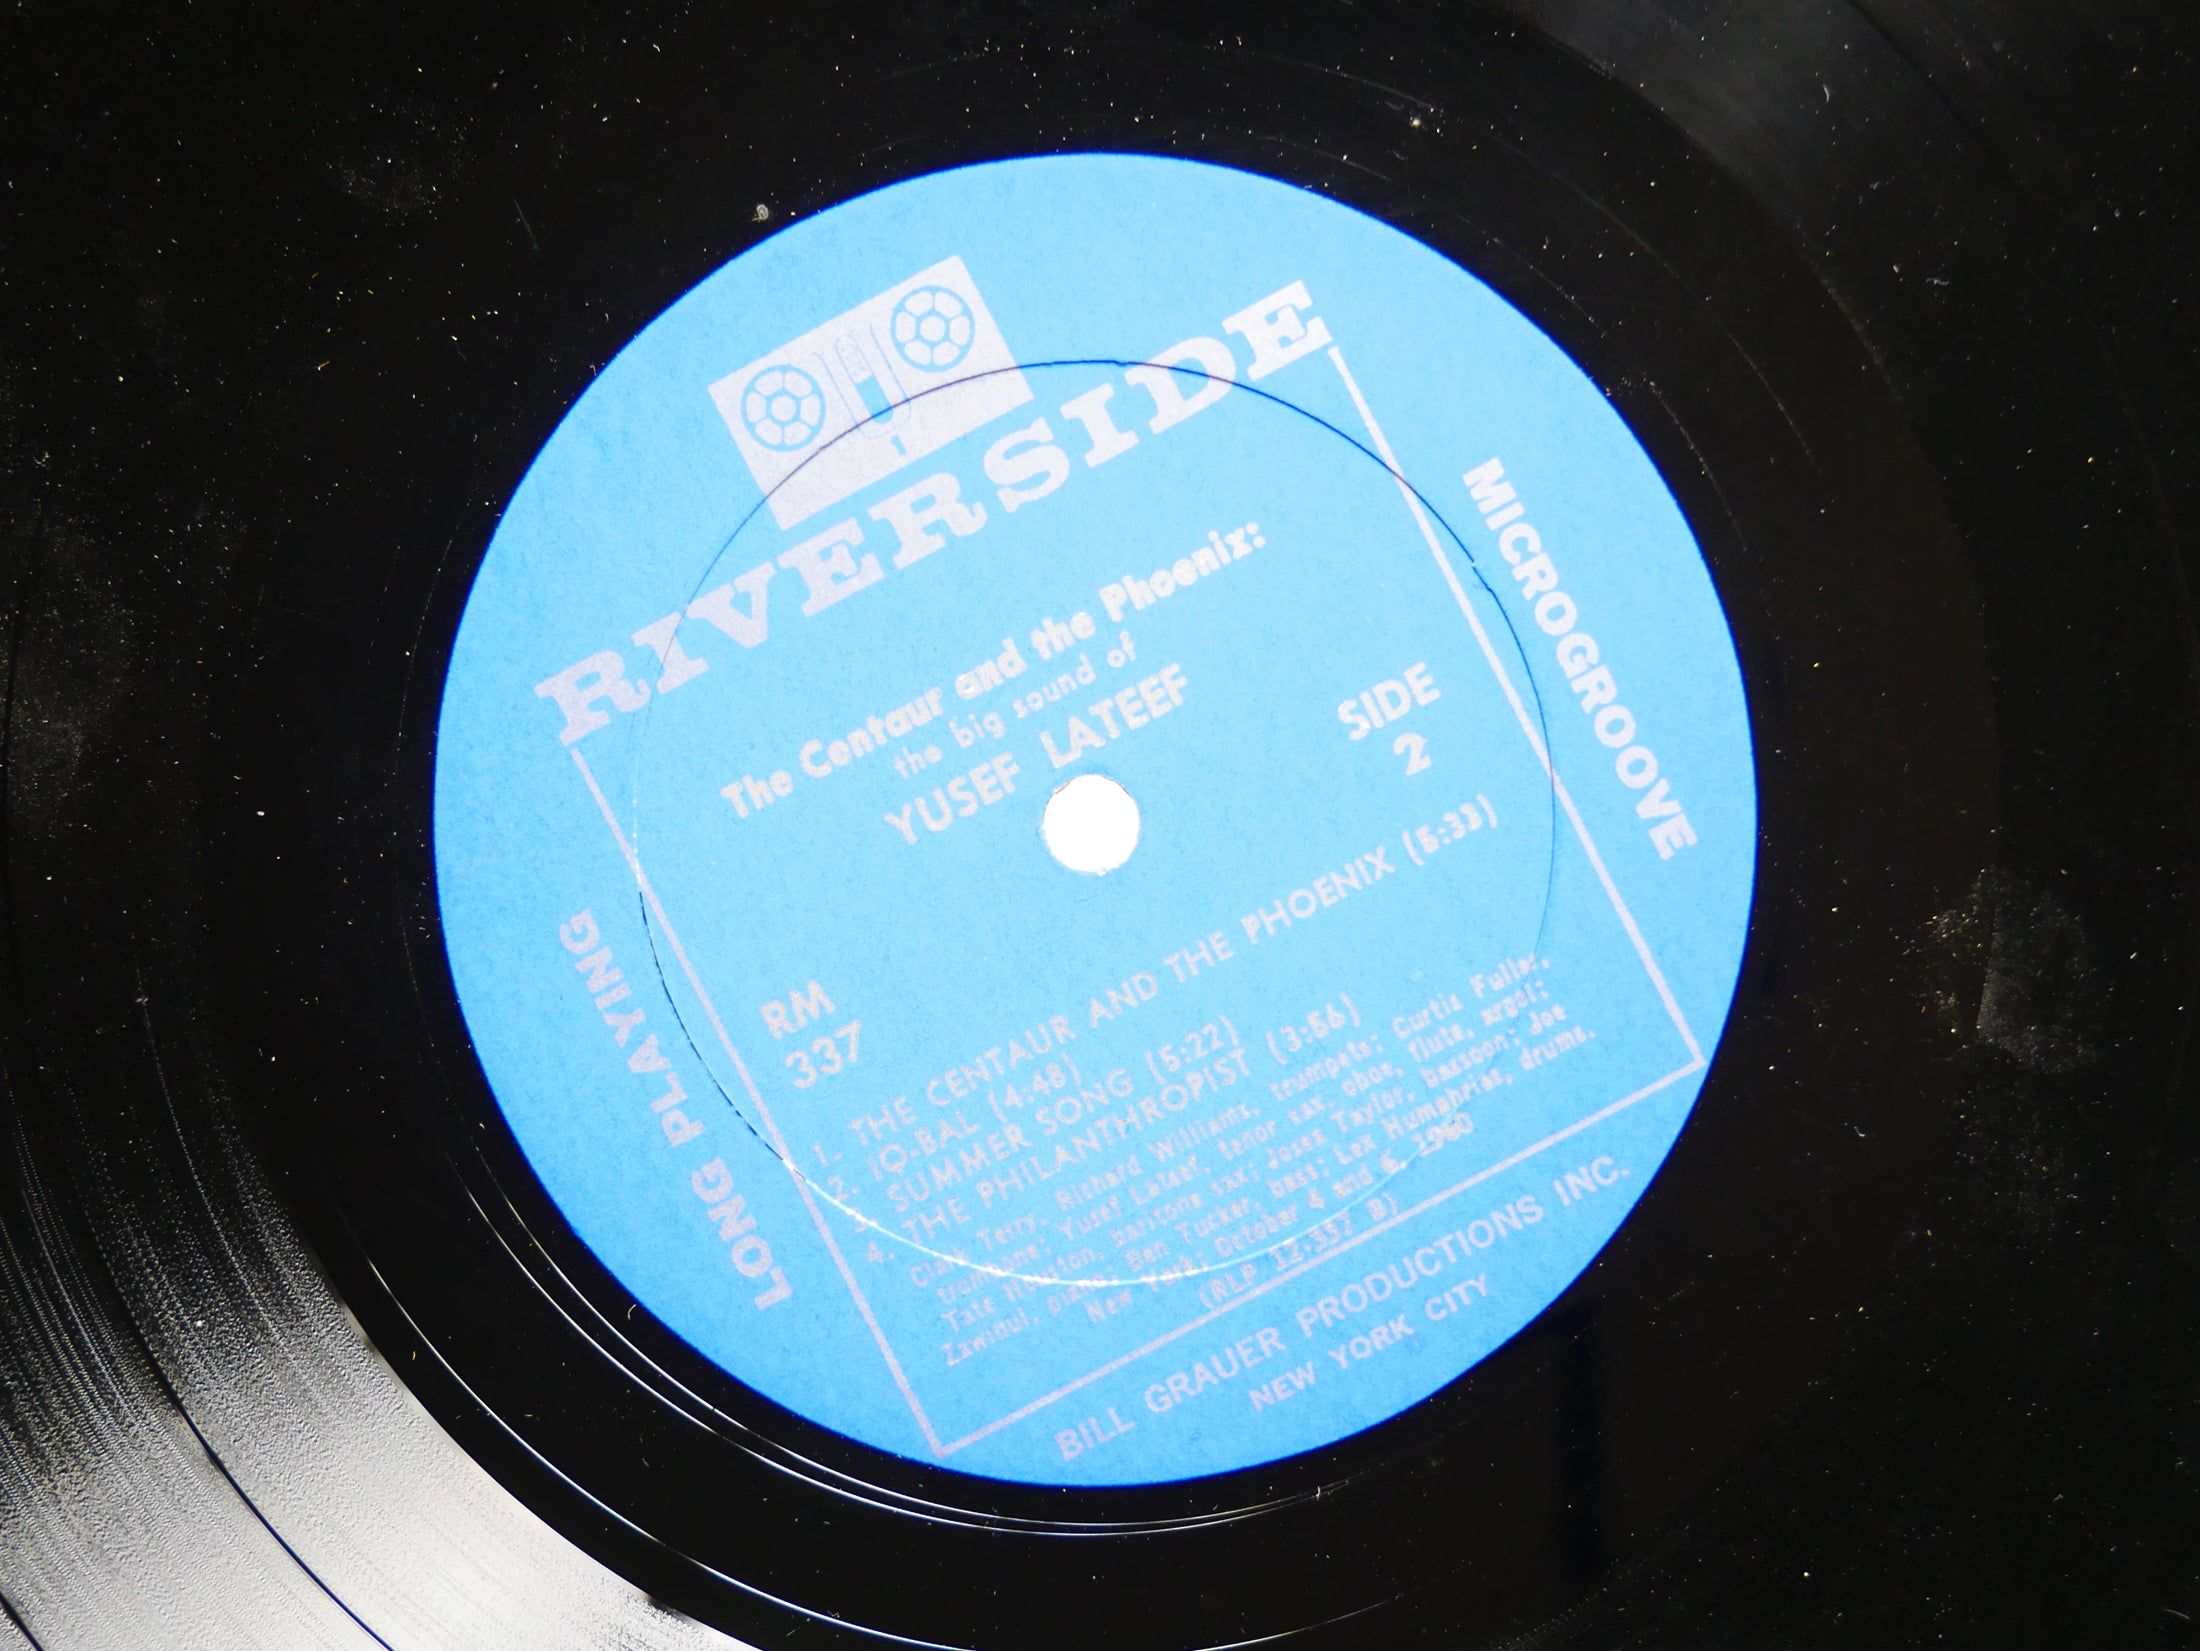 RIVERSIDE
The Centaur and the Phoenix:
the big sound of
YUSEF LATEEF
SIDE
2
RM
337
1. THE CENTAUR AND THE PHOENIX (5:33)
2. IQ-BAL (4:48)
3. SUMMER SONG (5:22)
4. THE PHILANTHROPIST (3:56)
Clark Terry, Richard Williams, trumpets; Curtis Fuller,
trombone; Yusef Lateef, tenor sax, oboe, flute, argol;
Tate Houston, baritone sax; Josea Taylor, bassoon; Joe
Zawinul, piano; Ben Tucker, bass; Lex Humphries, drums.
New York; October 4 and 6, 1960
(RLP 12-337 B)
LONG PLAYING
MICROGROOVE
BILL GRAUER PRODUCTIONS INC.
NEW YORK CITY